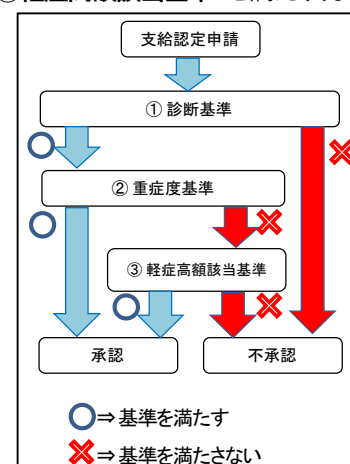 支給認定申請
① 診断基準
② 重症度基準
③ 軽症高額該当基準
承認
不承認
⇒基準を満たす
⇒基準を満たさない